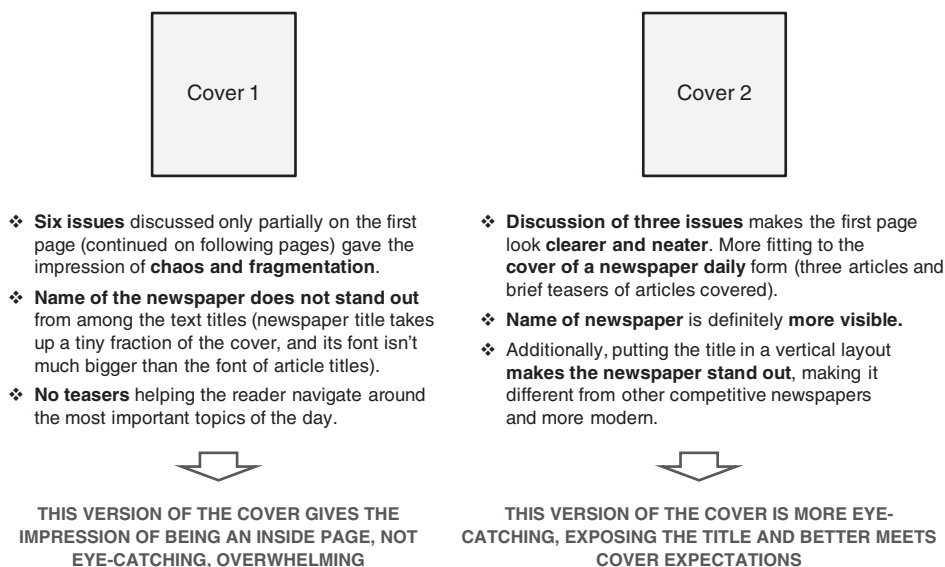 Cover 1
❖ Six issues discussed only partially on the first
page (continued on following pages) gave the
impression of chaos and fragmentation.
❖ Name of the newspaper does not stand out
from among the text titles (newspaper title takes
up a tiny fraction of the cover, and its font isn't
much bigger than the font of article titles).
❖ No teasers helping the reader navigate around
the most important topics of the day.
THIS VERSION OF THE COVER GIVES THE
IMPRESSION OF BEING AN INSIDE PAGE, NOT
EYE-CATCHING, OVERWHELMING
Cover 2
❖ Discussion of three issues makes the first page
look clearer and neater. More fitting to the
cover of a newspaper daily form (three articles and
brief teasers of articles covered).
❖ Name of newspaper is definitely more visible.
❖ Additionally, putting the title in a vertical layout
makes the newspaper stand out, making it
different from other competitive newspapers
and more modern.
THIS VERSION OF THE COVER IS MORE EYE-
CATCHING, EXPOSING THE TITLE AND BETTER MEETS
COVER EXPECTATIONS